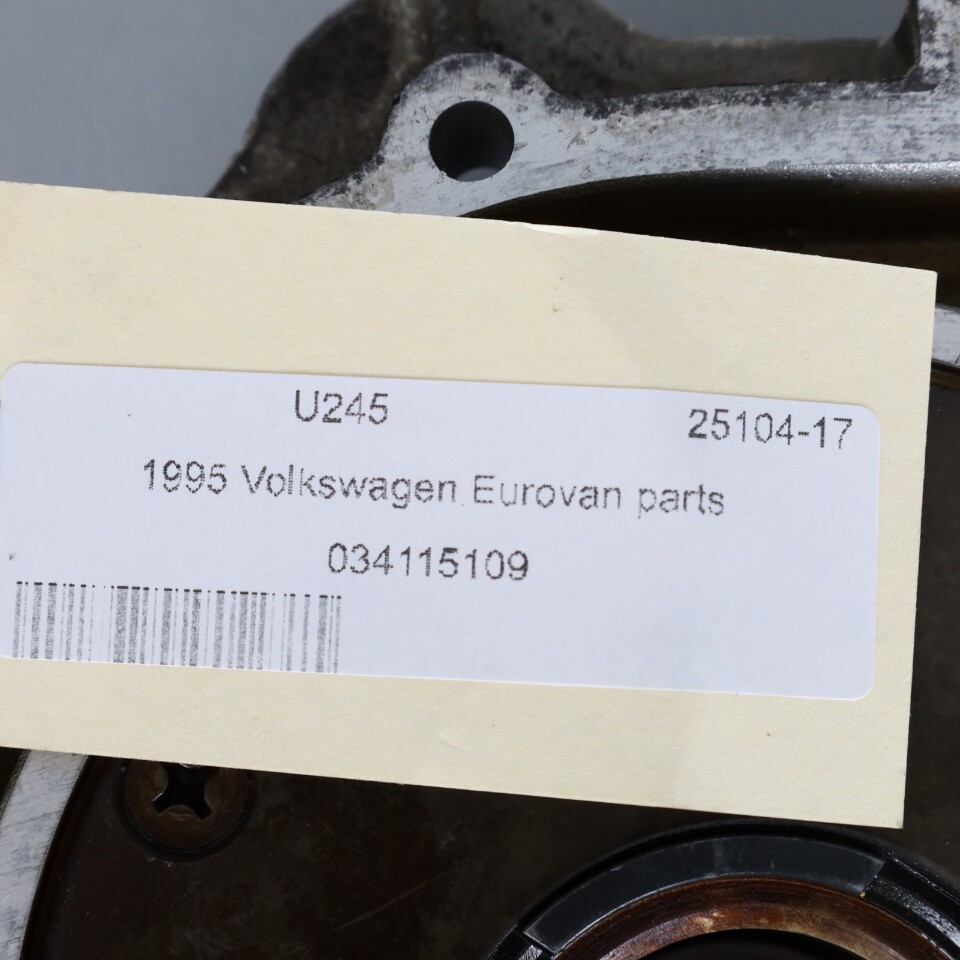 U245 25104-17
1995 Volkswagen Eurovan parts
034115109